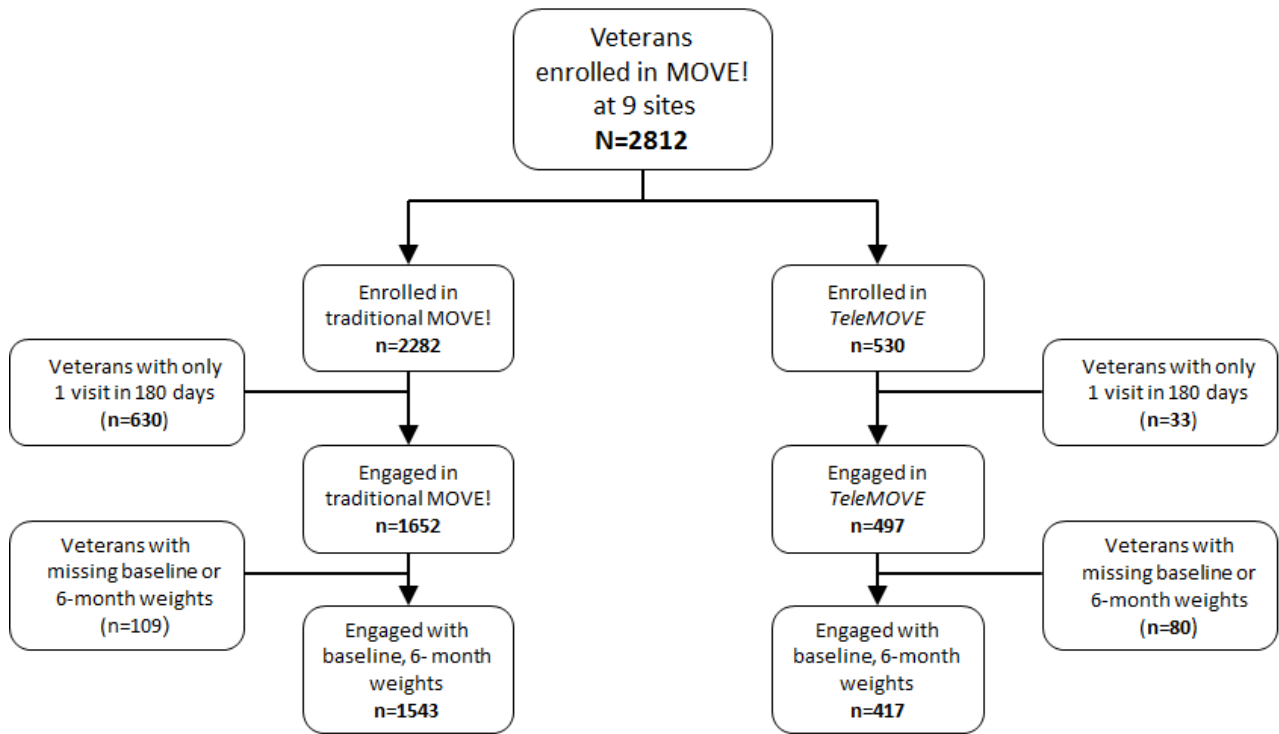 Veterans
enrolled in MOVE!
at 9 sites
N=2812
Enrolled in
traditional MOVE!
n=2282
Enrolled in
TeleMOVE
n=530
Veterans with only
1 visit in 180 days
(n=630)
Veterans with only
1 visit in 180 days
(n=33)
Engaged in
traditional MOVE!
n=1652
Engaged in
TeleMOVE
n=497
Veterans with
missing baseline or
6-month weights
(n=109)
Veterans with
missing baseline or
6-month weights
(n=80)
Engaged with
baseline, 6- month
weights
n=1543
Engaged with
baseline, 6-month
weights
n=417